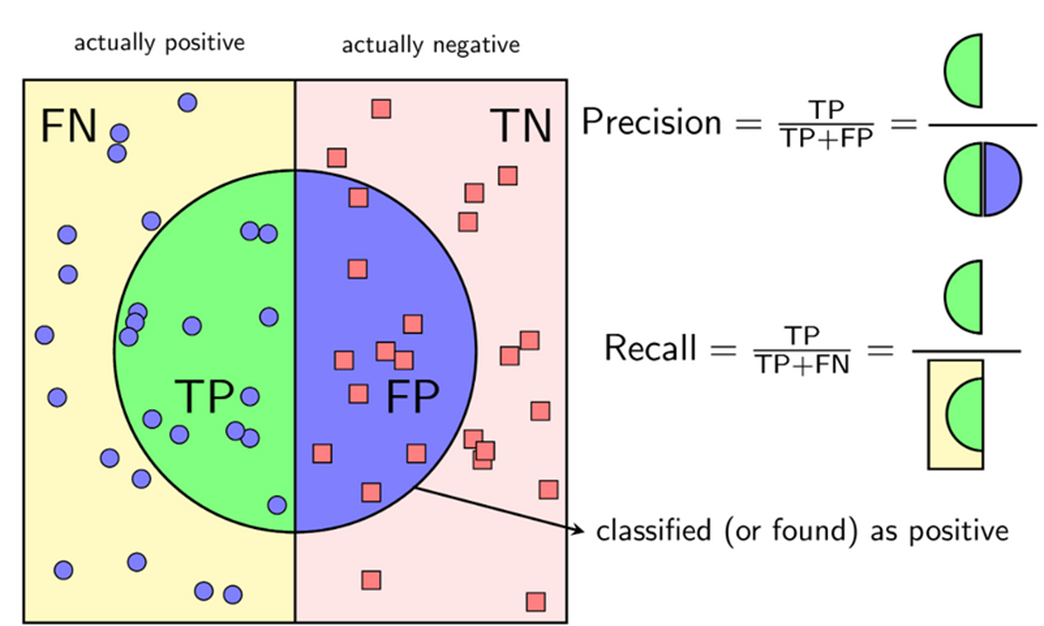 actually positive
actually negative
FN
TN
TP
FP
Precision = TP/TP+FP =
Recall = TP/TP+FN =
classified (or found) as positive